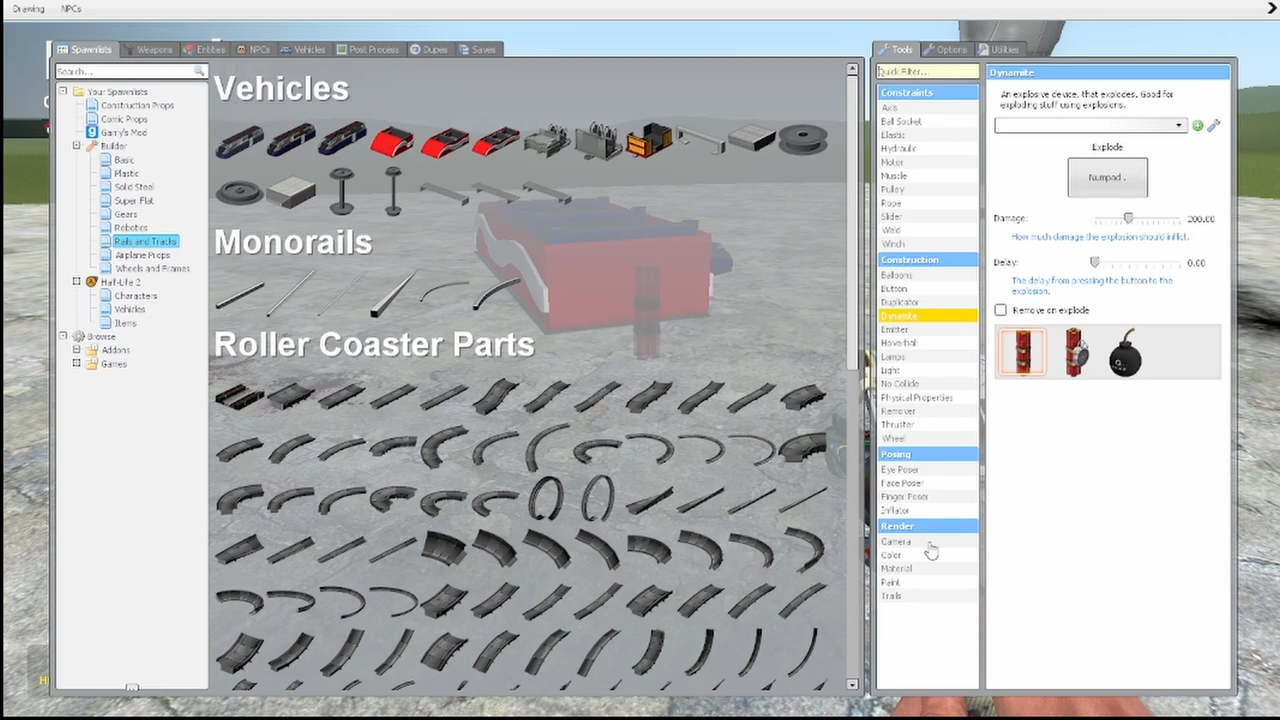 Drawing NPCs
Spawnlists Weapons Entities NPCs Vehicles Post Process Dupes Saves
Search...
Your Spawnlists
Construction Props
Comic Props
Garry's Mod
Builder
Basic
Plastic
Solid Steel
Super Flat
Gears
Robotics
Rails and Tracks
Airplane Props
Wheels and Frames
Half-Life 2
Characters
Vehicles
Items
Browse
Addons
Games
Vehicles
Monorails
Roller Coaster Parts
Tools Options Utilities
Quick Filter...
Constraints
Axis
Ball Socket
Elastic
Hydraulic
Motor
Muscle
Pulley
Rope
Slider
Weld
Winch
Construction
Balloons
Button
Duplicator
Dynamite
Emitter
Hoverball
Lamps
Light
No Collide
Physical Properties
Remover
Thruster
Wheel
Posing
Eye Poser
Face Poser
Finger Poser
Inflator
Render
Camera
Color
Material
Paint
Trails
Dynamite
An explosive device, that explodes. Good for
exploding stuff using explosions.
Explode
Numpad .
Damage: 200.00
How much damage the explosion should inflict.
Delay: 0.00
The delay from pressing the button to the
explosion.
Remove on explode